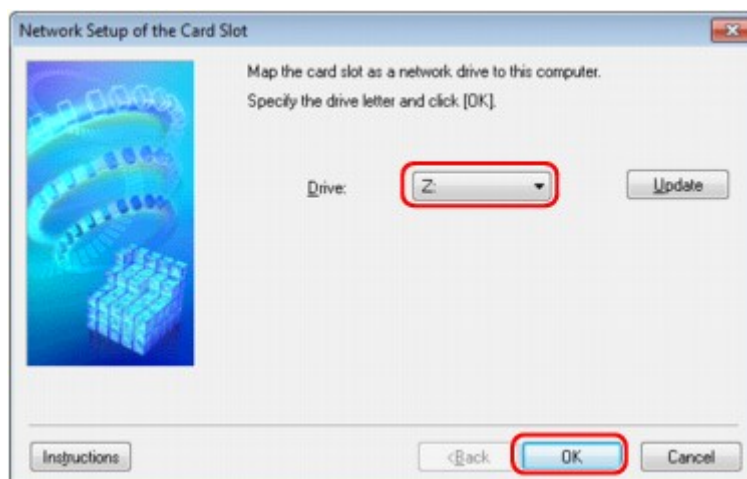 Network Setup of the Card Slot
Map the card slot as a network drive to this computer.
Specify the drive letter and click [OK].
Drive: Z: Update
Instructions <Back OK Cancel